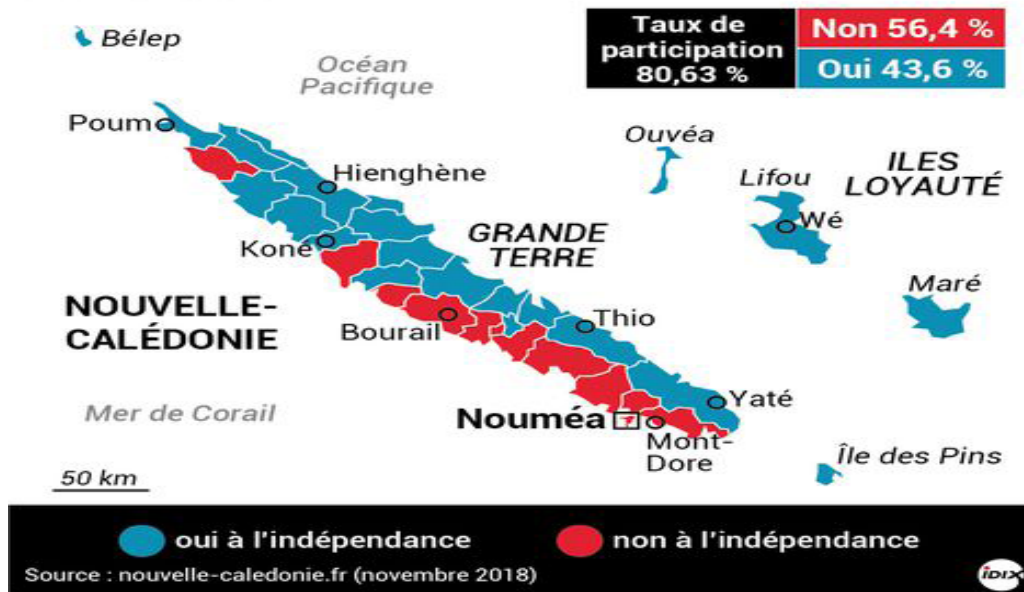 Bélep
Océan
Pacifique
Taux de
participation
80,63 %
Non 56,4 %
Oui 43,6 %
Poum
Hienghène
Koné
GRANDE
TERRE
Ouvéa
Lifou
Wé
ILES
LOYAUTÉ
Maré
NOUVELLE-
CALÉDONIE
Bourail
Thio
Yaté
Mer de Corail
Nouméa
Mont-
Dore
Île des Pins
50 km
oui à l'indépendance
non à l'indépendance
Source : nouvelle-caledonie.fr (novembre 2018)
iDIX